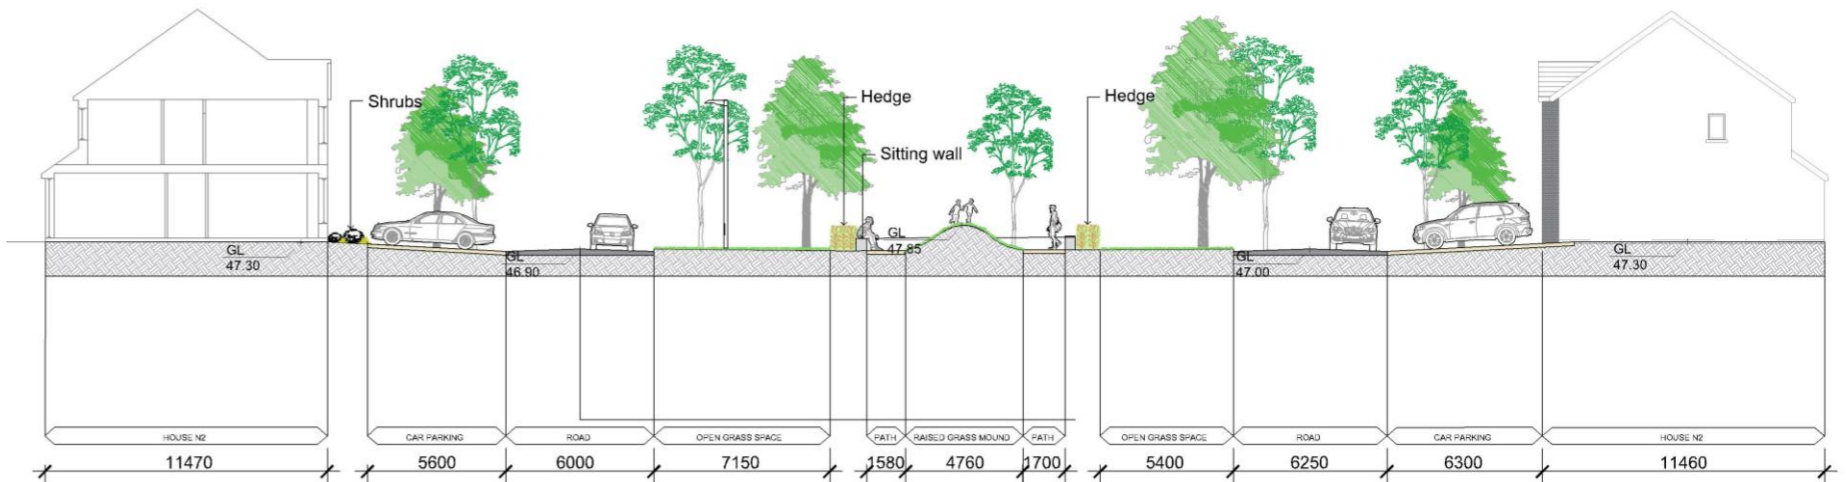 Shrubs
Hedge
Hedge
Sitting wall
GL
47.30
GL
46.90
GL
47.85
GL
47.00
GL
47.30
HOUSE N2
CAR PARKING
ROAD
OPEN GRASS SPACE
PATH
RAISED GRASS MOUND
PATH
OPEN GRASS SPACE
ROAD
CAR PARKING
HOUSE N2
11470
5600
6000
7150
1580
4760
1700
5400
6250
6300
11460